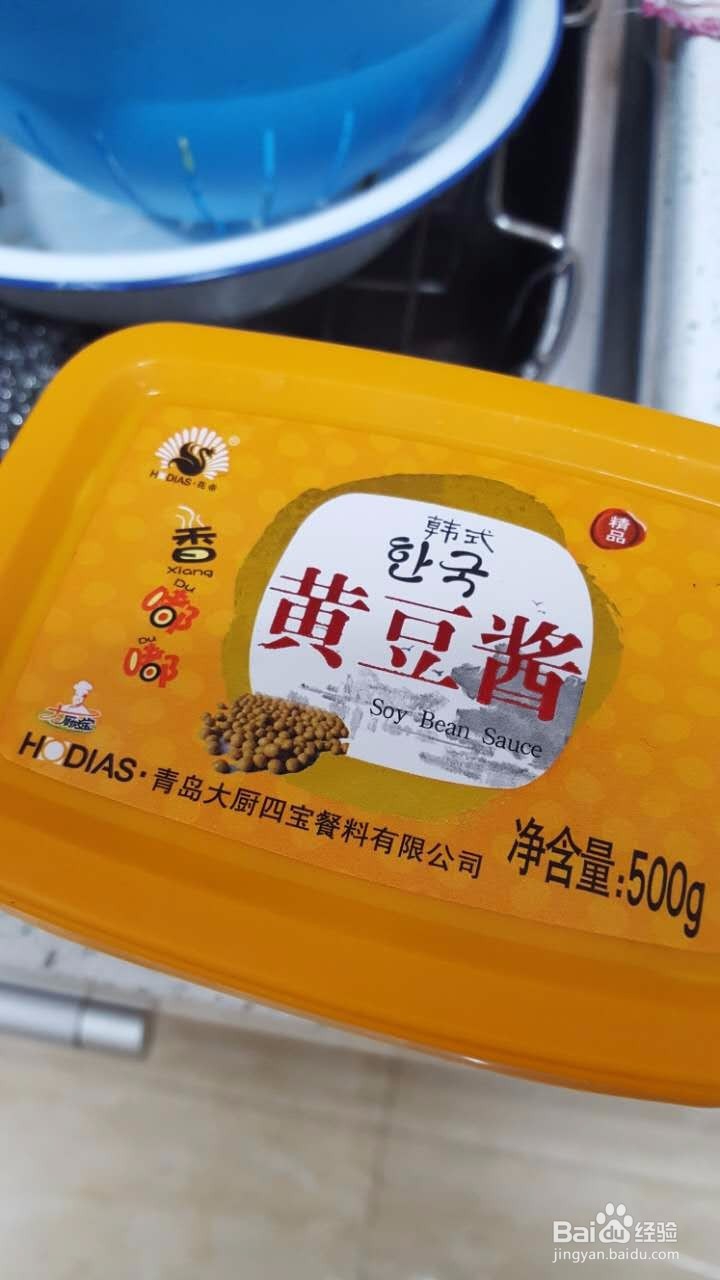 HODIAS·
®
香
xiang
Du
嘟
Du
嘟
精品
韩式
한국
黄豆酱
Soy Bean Sauce
HODIAS·青岛大厨四宝餐料有限公司
净含量:500g
Baidu经验
jingyan.baidu.com